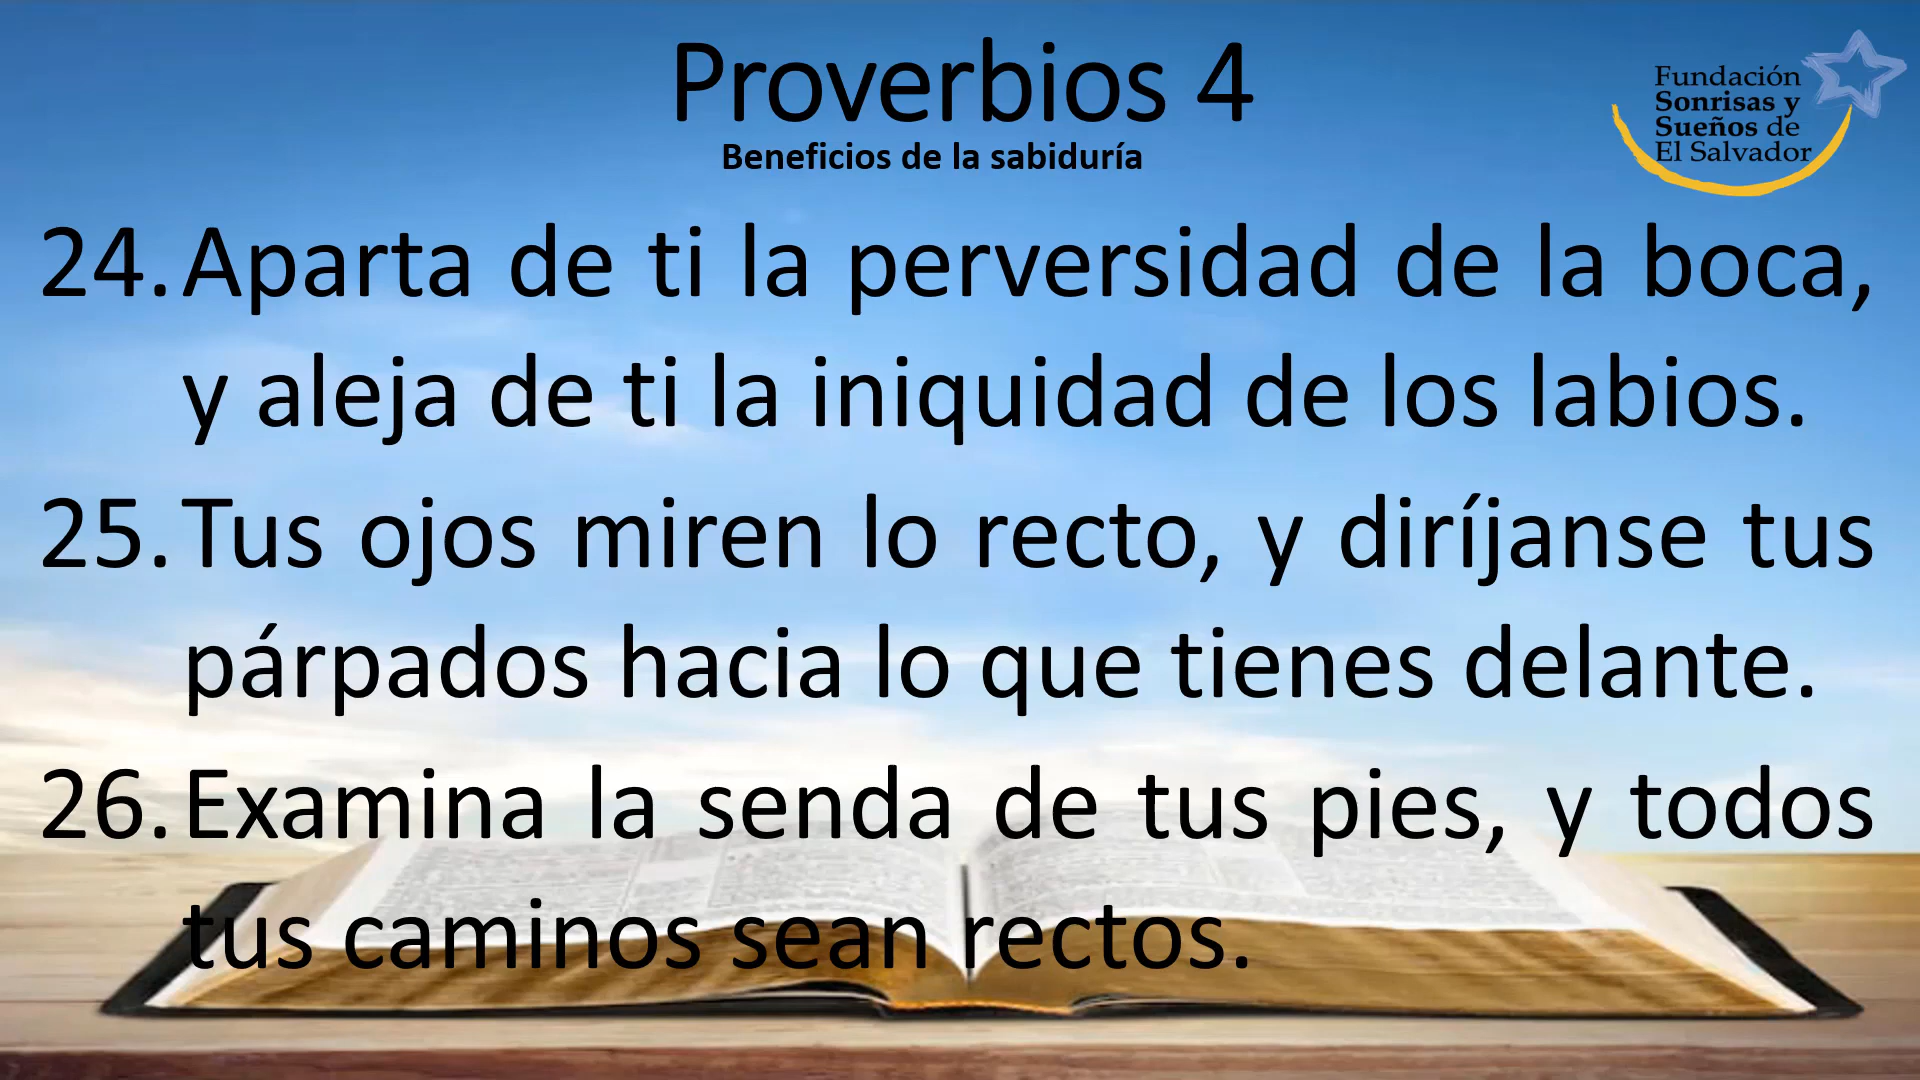 Proverbios 4
Beneficios de la sabiduría
Fundación
Sonrisas y
Sueños de
El Salvador
24. Aparta de ti la perversidad de la boca,
y aleja de ti la iniquidad de los labios.
25. Tus ojos miren lo recto, y diríjanse tus
párpados hacia lo que tienes delante.
26. Examina la senda de tus pies, y todos
tus caminos sean rectos.